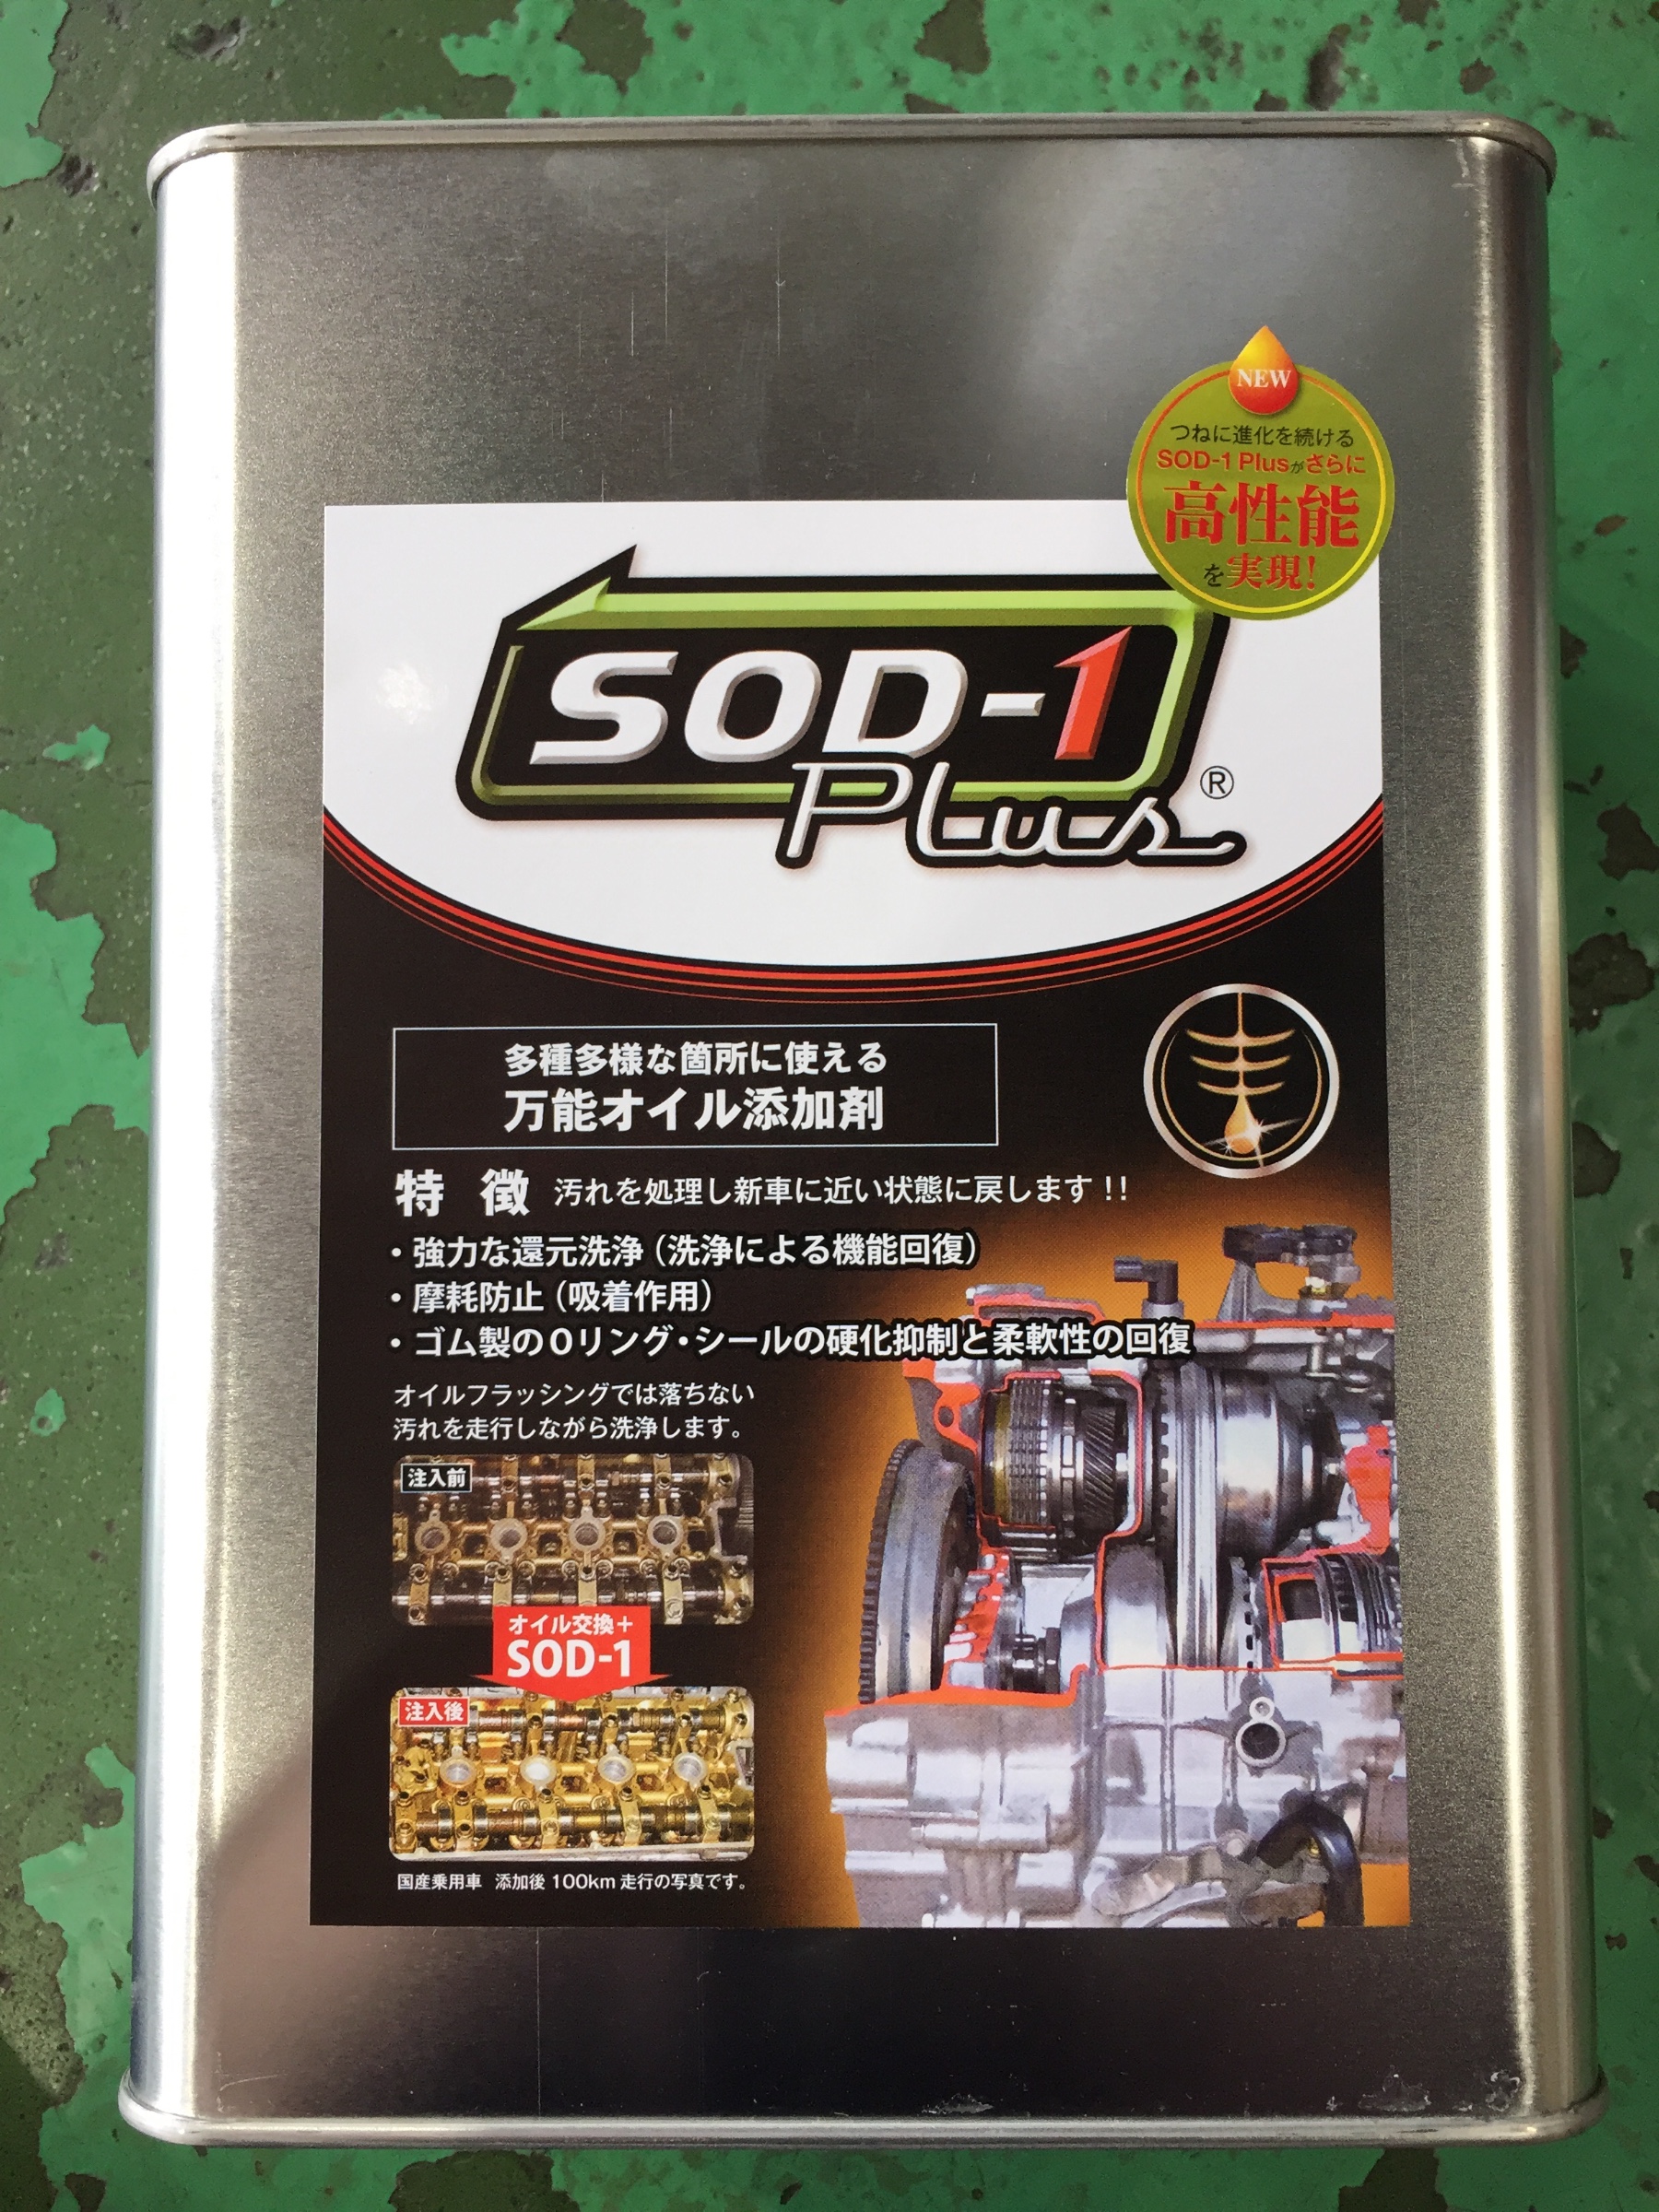 NEW
つねに進化を続ける
SOD-1 Plusがさらに
高性能
を実現!
SOD-1
Plus®
多種多様な箇所に使える
万能オイル添加剤
特 徴 汚れを処理し新車に近い状態に戻します!!
・強力な還元洗浄(洗浄による機能回復)
・摩耗防止(吸着作用)
・ゴム製のOリング・シールの硬化抑制と柔軟性の回復
オイルフラッシングでは落ちない
汚れを走行しながら洗浄します。
注入前
オイル交換+
SOD-1
注入後
国産乗用車 添加後100km走行の写真です。